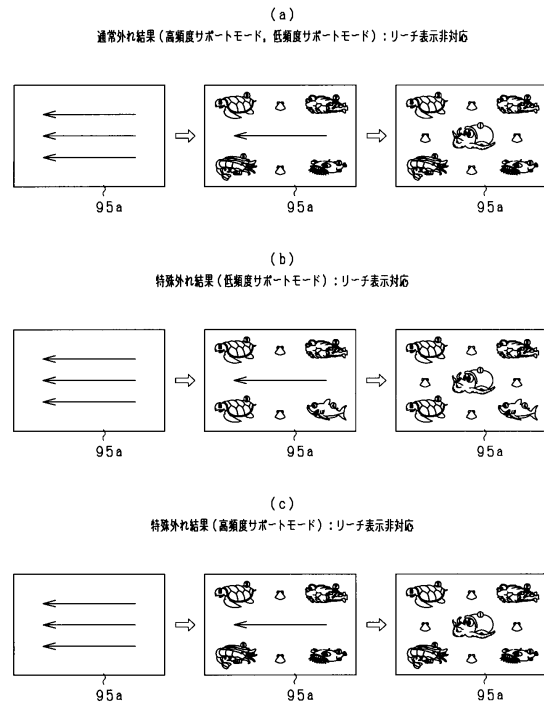 (a)
通常外れ結果(高頻度サポートモード,低頻度サポートモード):リーチ表示非対応
95a 95a 95a
(b)
特殊外れ結果(低頻度サポートモード):リーチ表示対応
95a 95a 95a
(c)
特殊外れ結果(高頻度サポートモード):リーチ表示非対応
95a 95a 95a